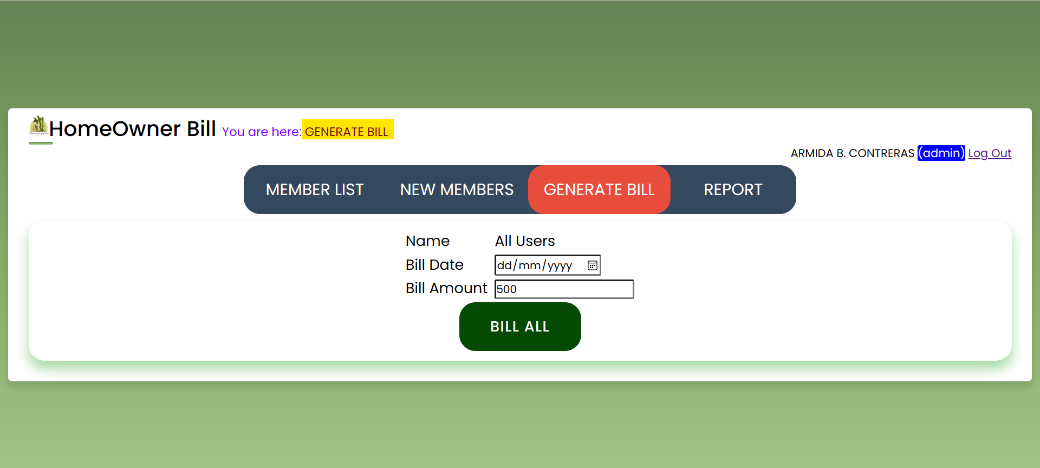 HomeOwner Bill You are here: GENERATE BILL
ARMIDA B. CONTRERAS (admin) Log Out
MEMBER LIST NEW MEMBERS GENERATE BILL REPORT
Name All Users
Bill Date dd/mm/yyyy
Bill Amount 500
BILL ALL